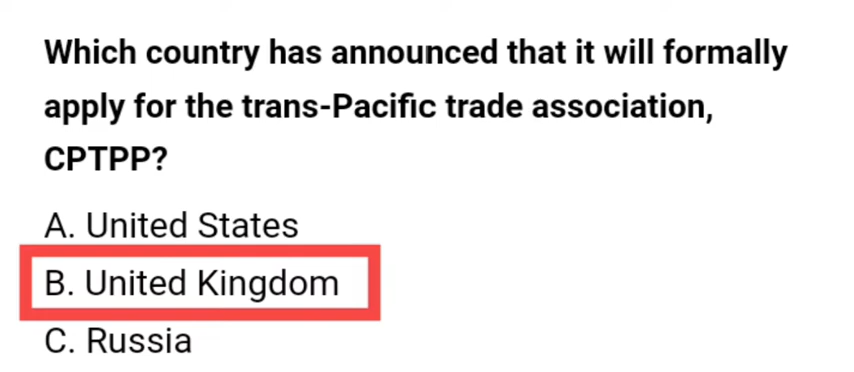 Which country has announced that it will formally
apply for the trans-Pacific trade association,
CPTPP?
A. United States
B. United Kingdom
C. Russia